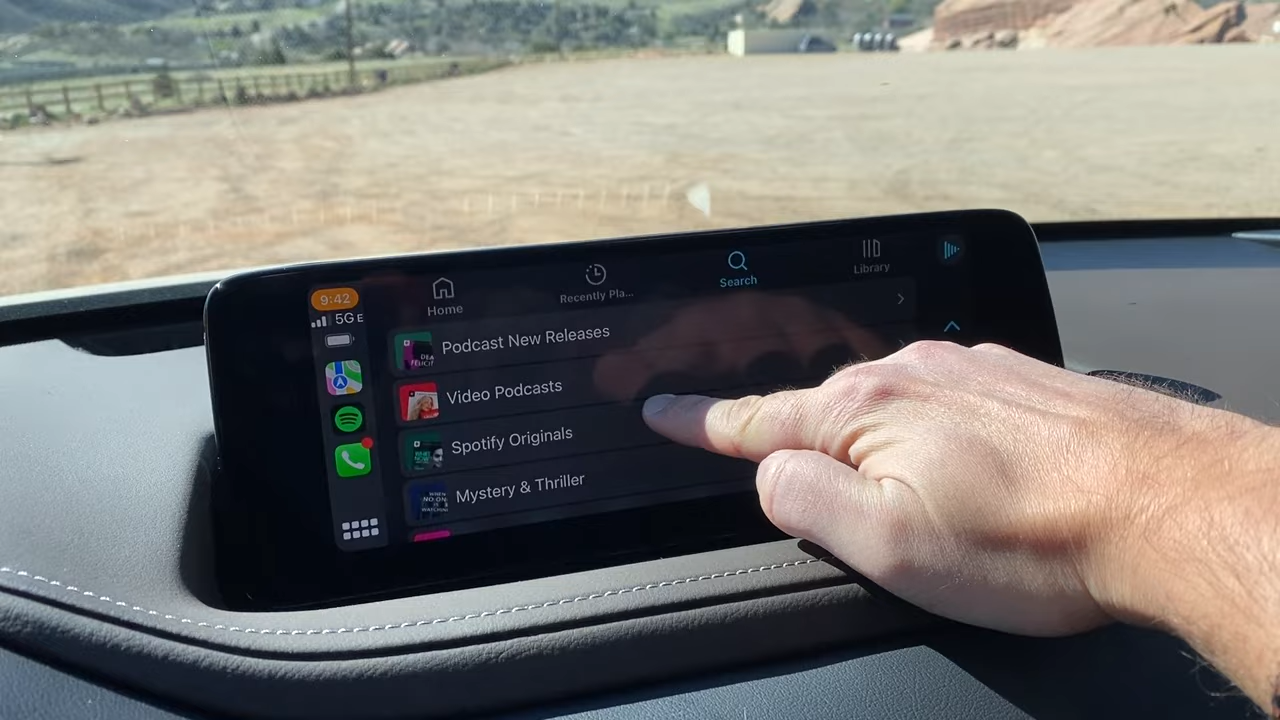 9:42
5G E
Home
Recently Pla...
Search
Library
Podcast New Releases
Video Podcasts
Spotify Originals
Mystery & Thriller